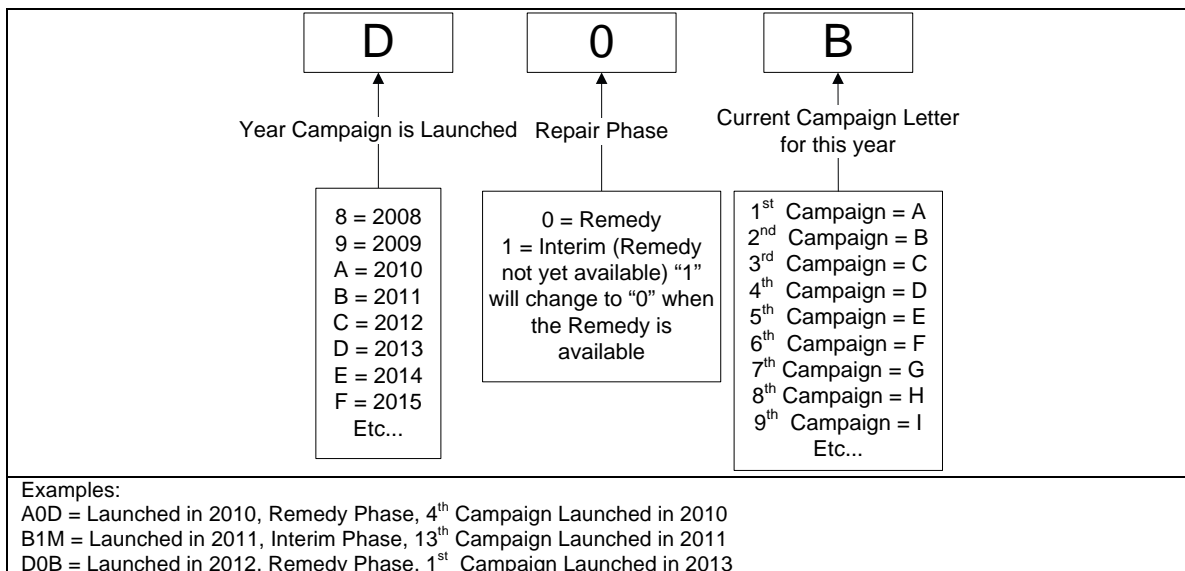 D 0 B
Year Campaign is Launched
Repair Phase
Current Campaign Letter
for this year
8 = 2008
9 = 2009
A = 2010
B = 2011
C = 2012
D = 2013
E = 2014
F = 2015
Etc...
0 = Remedy
1 = Interim (Remedy
not yet available) “1”
will change to “0” when
the Remedy is
available
1st Campaign = A
2nd Campaign = B
3rd Campaign = C
4th Campaign = D
5th Campaign = E
6th Campaign = F
7th Campaign = G
8th Campaign = H
9th Campaign = I
Etc...
Examples:
A0D = Launched in 2010, Remedy Phase, 4th Campaign Launched in 2010
B1M = Launched in 2011, Interim Phase, 13th Campaign Launched in 2011
D0B = Launched in 2012, Remedy Phase, 1st Campaign Launched in 2013